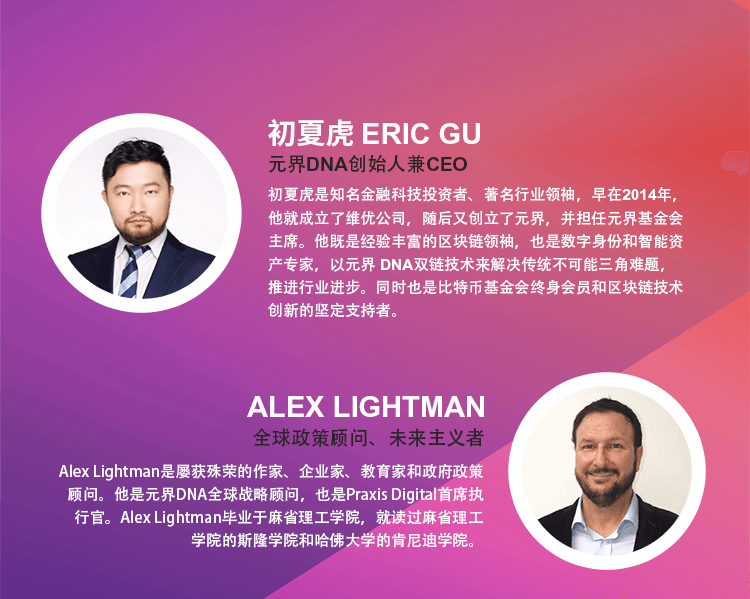 初夏虎 ERIC GU
元界DNA创始人兼CEO
初夏虎是知名金融科技投资者、著名行业领袖，早在2014年，
他就成立了维优公司，随后又创立了元界，并担任元界基金会
主席。他既是经验丰富的区块链领袖，也是数字身份和智能资
产专家，以元界 DNA双链技术来解决传统不可能三角难题，
推进行业进步。同时也是比特币基金会终身会员和区块链技术
创新的坚定支持者。
ALEX LIGHTMAN
全球政策顾问、未来主义者
Alex Lightman是屡获殊荣的作家、企业家、教育家和政府政策
顾问。他是元界DNA全球战略顾问，也是Praxis Digital首席执
行官。Alex Lightman毕业于麻省理工学院，就读过麻省理工
学院的斯隆学院和哈佛大学的肯尼迪学院。